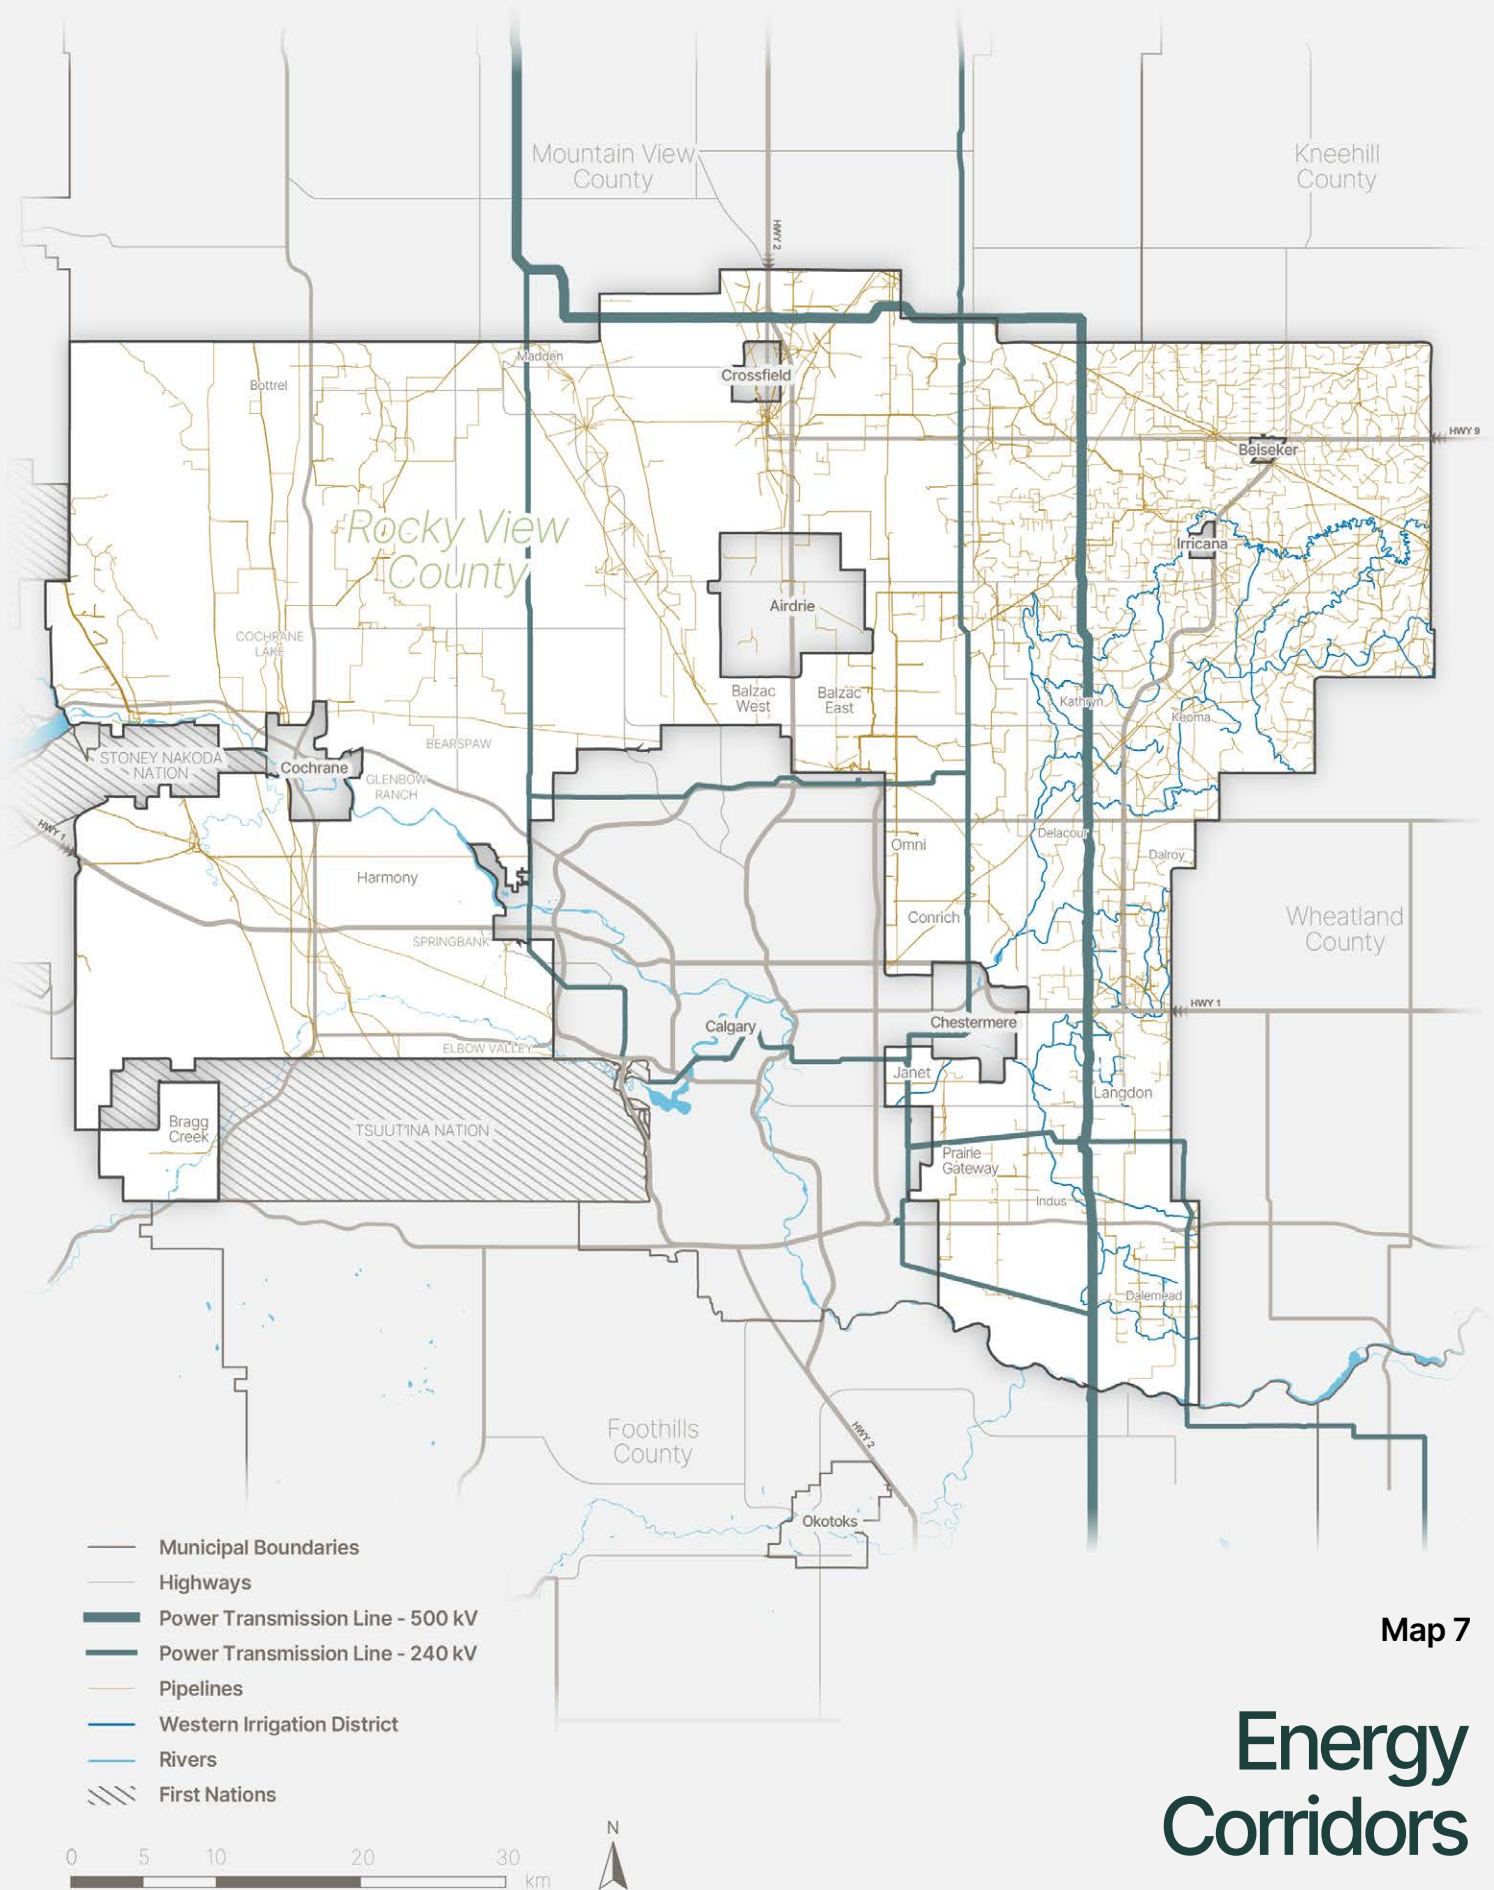 Mountain View
County
Kneehill
County
HWY 2
Madden
Bottrel
Crossfield
HWY 9
Beiseker
Rocky View
County
Irricana
Airdrie
COCHRANE
LAKE
Balzac
West
Balzac
East
Kathryn
Keoma
STONEY NAKODA
NATION
Cochrane
BEARSPAW
GLENBOW
RANCH
HWY 1
Omni
Delacour
Dalroy
Harmony
Conrich
Wheatland
County
SPRINGBANK
HWY 1
Calgary
Chestermere
ELBOW VALLEY
Janet
Langdon
Bragg
Creek
TSUUT'INA NATION
Prairie
Gateway
Indus
Dalemead
Foothills
County
HWY 2
Okotoks
Municipal Boundaries
Highways
Power Transmission Line - 500 kV
Power Transmission Line - 240 kV
Pipelines
Western Irrigation District
Rivers
First Nations
Map 7
Energy
Corridors
N
0 5 10 20 30
km